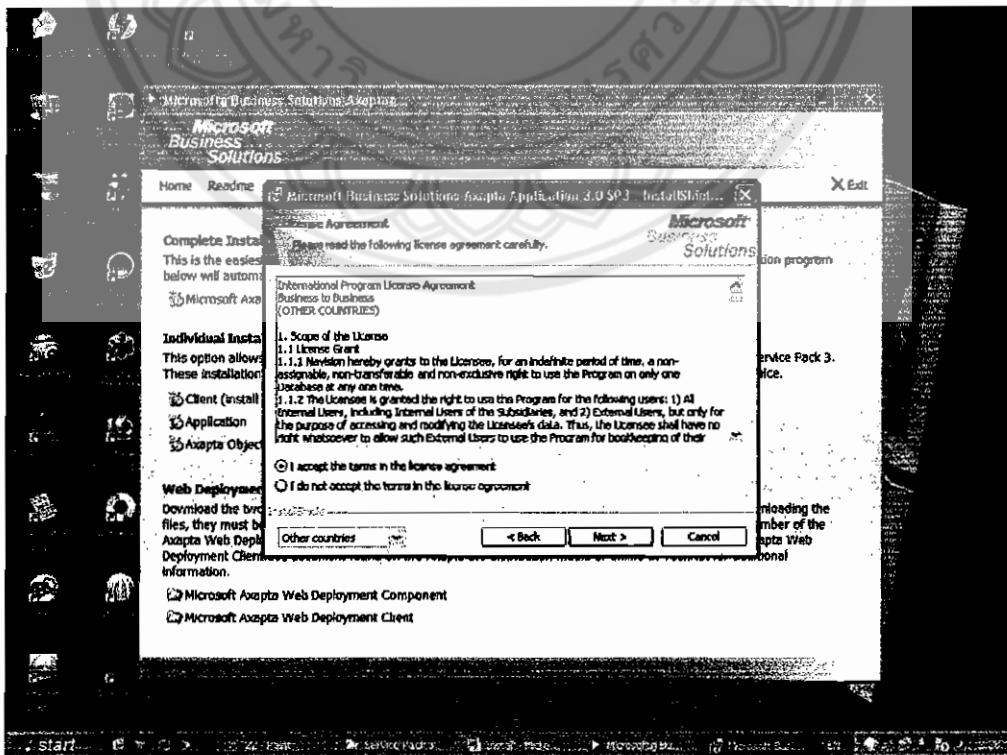 Microsoft Business Solutions-Axapta
Microsoft
Business
Solutions
Home Readme
Exit
Complete Instal
This is the easies
ion program
below will autom
Microsoft Axa
Individual Insta
This option allows
ervice Pack 3.
These installation
Client (install
Application
Axapta Object
Web Deploymen
Download the two
nloading the
files, they must b
mber of the
Axapta Web Depl
apta Web
Deployment Client
information.
Microsoft Axapta Web Deployment Component
Microsoft Axapta Web Deployment Client
Microsoft Business Solutions-Axapta Application 3.0 SP3 - InstallShiel...
License Agreement
Please read the following license agreement carefully.
Microsoft
Business
Solutions
International Program License Agreement
Business to Business
(OTHER COUNTRIES)
1. Scope of the License
1.1 License Grant
1.1.1 Navision hereby grants to the Licensee, for an indefinite period of time, a non-
assignable, non-transferable and non-exclusive right to use the Program on only one
Database at any one time.
1.1.2 The Licensee is granted the right to use the Program for the following users: 1) All
Internal Users, including Internal Users of the Subsidiaries, and 2) External Users, but only for
the purpose of accessing and modifying the Licensee's data. Thus, the Licensee shall have no
right whatsoever to allow such External Users to use the Program for bookkeeping of their
I accept the terms in the license agreement
I do not accept the terms in the license agreement
InstallShield
Other countries
< Back
Next >
Cancel
start